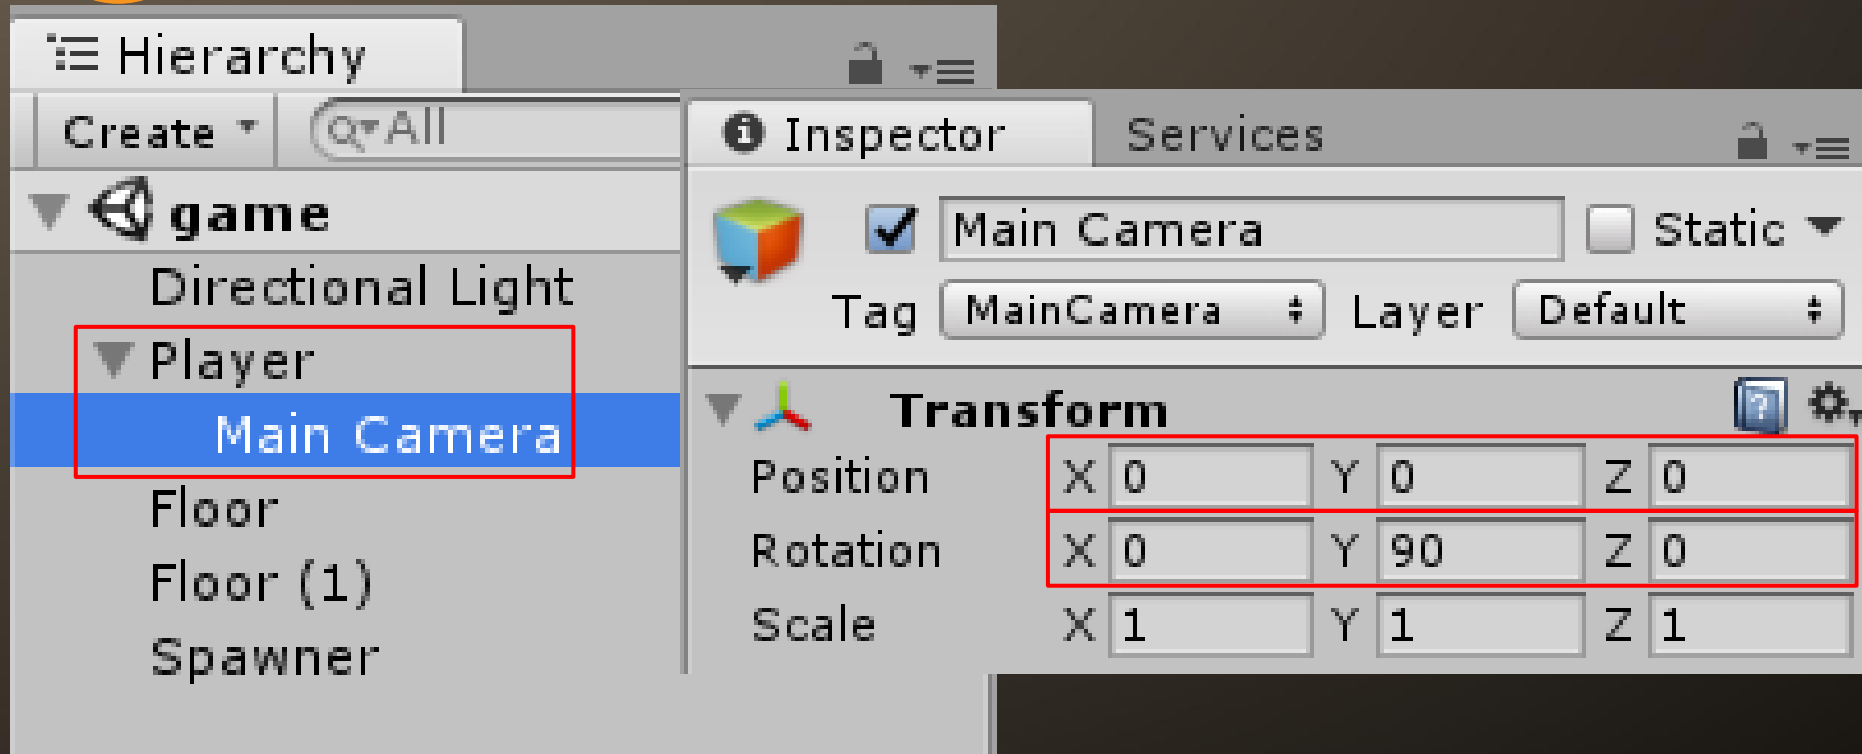 Hierarchy
Create All
game
Directional Light
Player
Main Camera
Floor
Floor (1)
Spawner
Inspector Services
Main Camera Static
Tag MainCamera Layer Default
Transform
Position X 0 Y 0 Z 0
Rotation X 0 Y 90 Z 0
Scale X 1 Y 1 Z 1